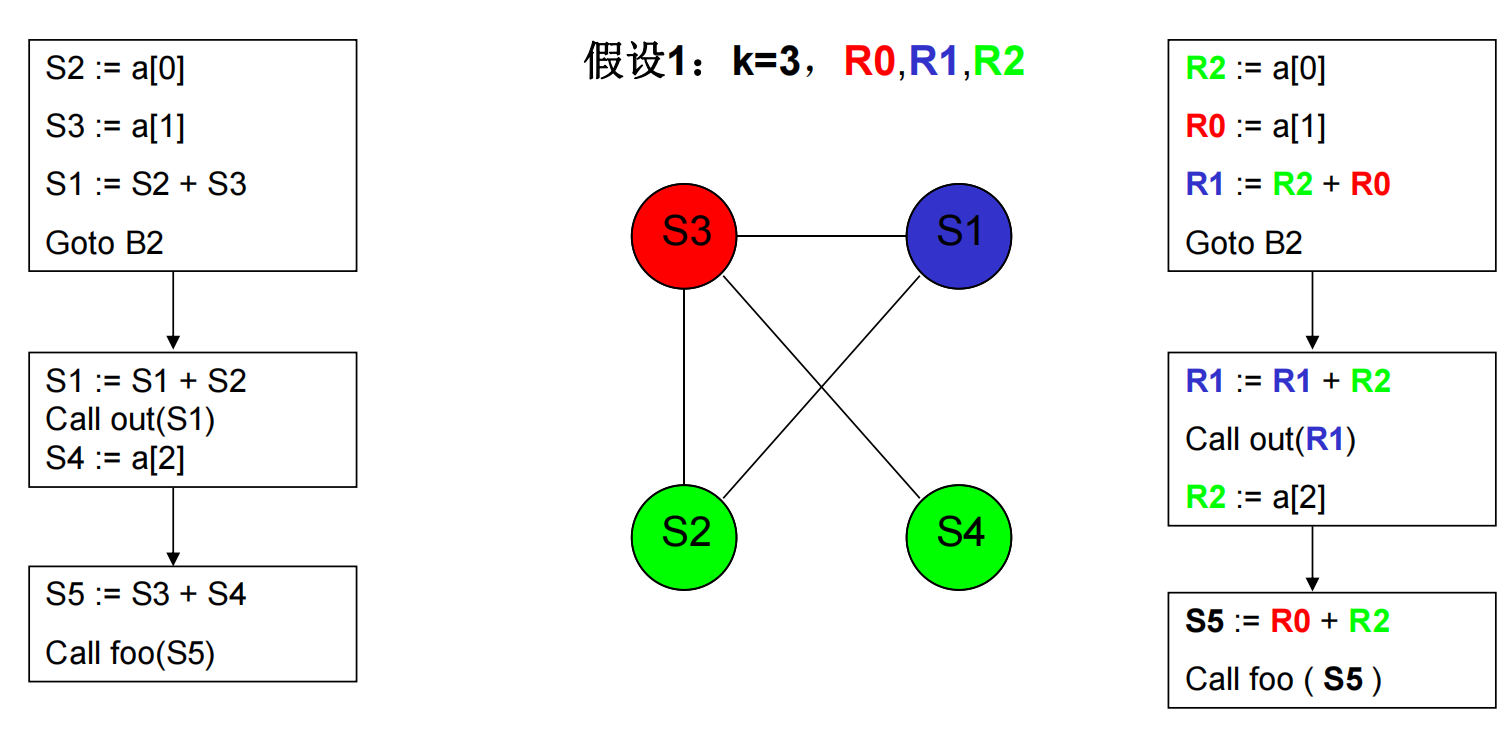 S2 := a[0]
S3 := a[1]
S1 := S2 + S3
Goto B2
S1 := S1 + S2
Call out(S1)
S4 := a[2]
S5 := S3 + S4
Call foo(S5)
假设1：k=3，R0,R1,R2
S3
S1
S2
S4
R2 := a[0]
R0 := a[1]
R1 := R2 + R0
Goto B2
R1 := R1 + R2
Call out(R1)
R2 := a[2]
S5 := R0 + R2
Call foo ( S5 )